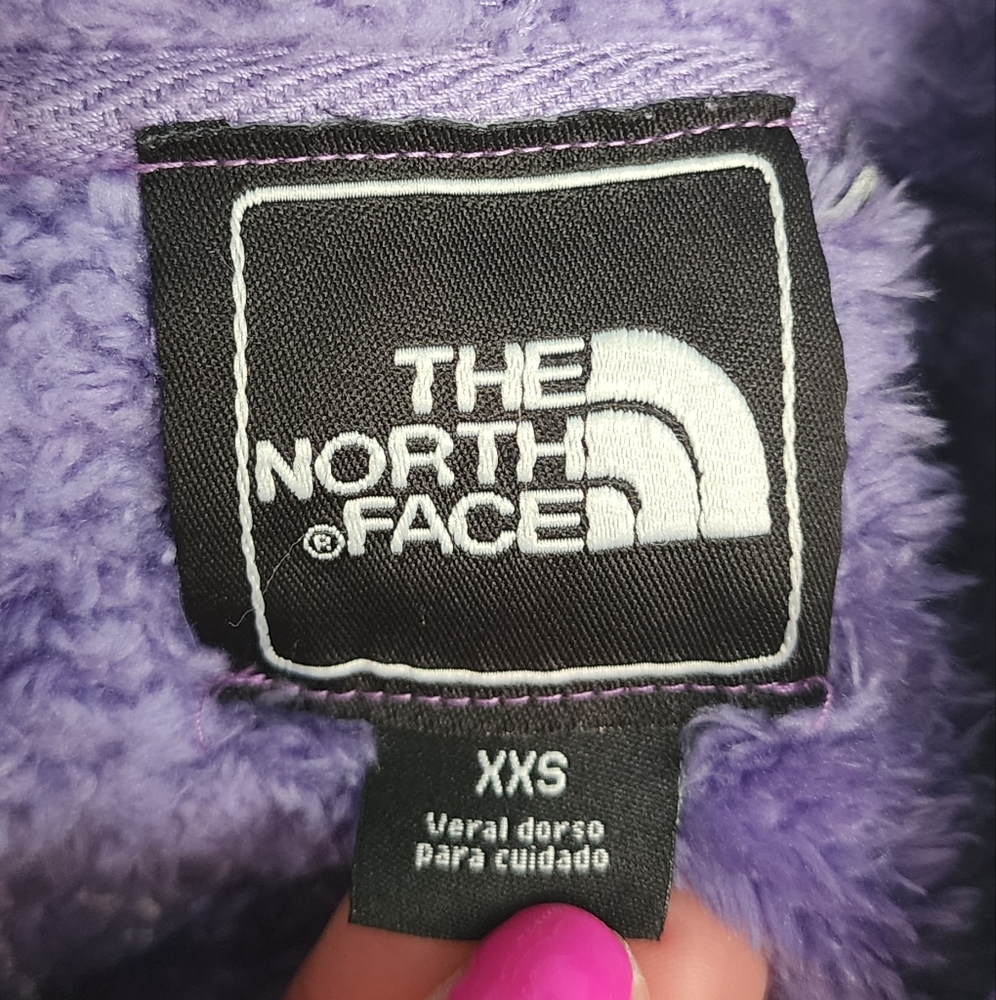 THE
NORTH
®FACE
XXS
Veral dorso
para cuidado